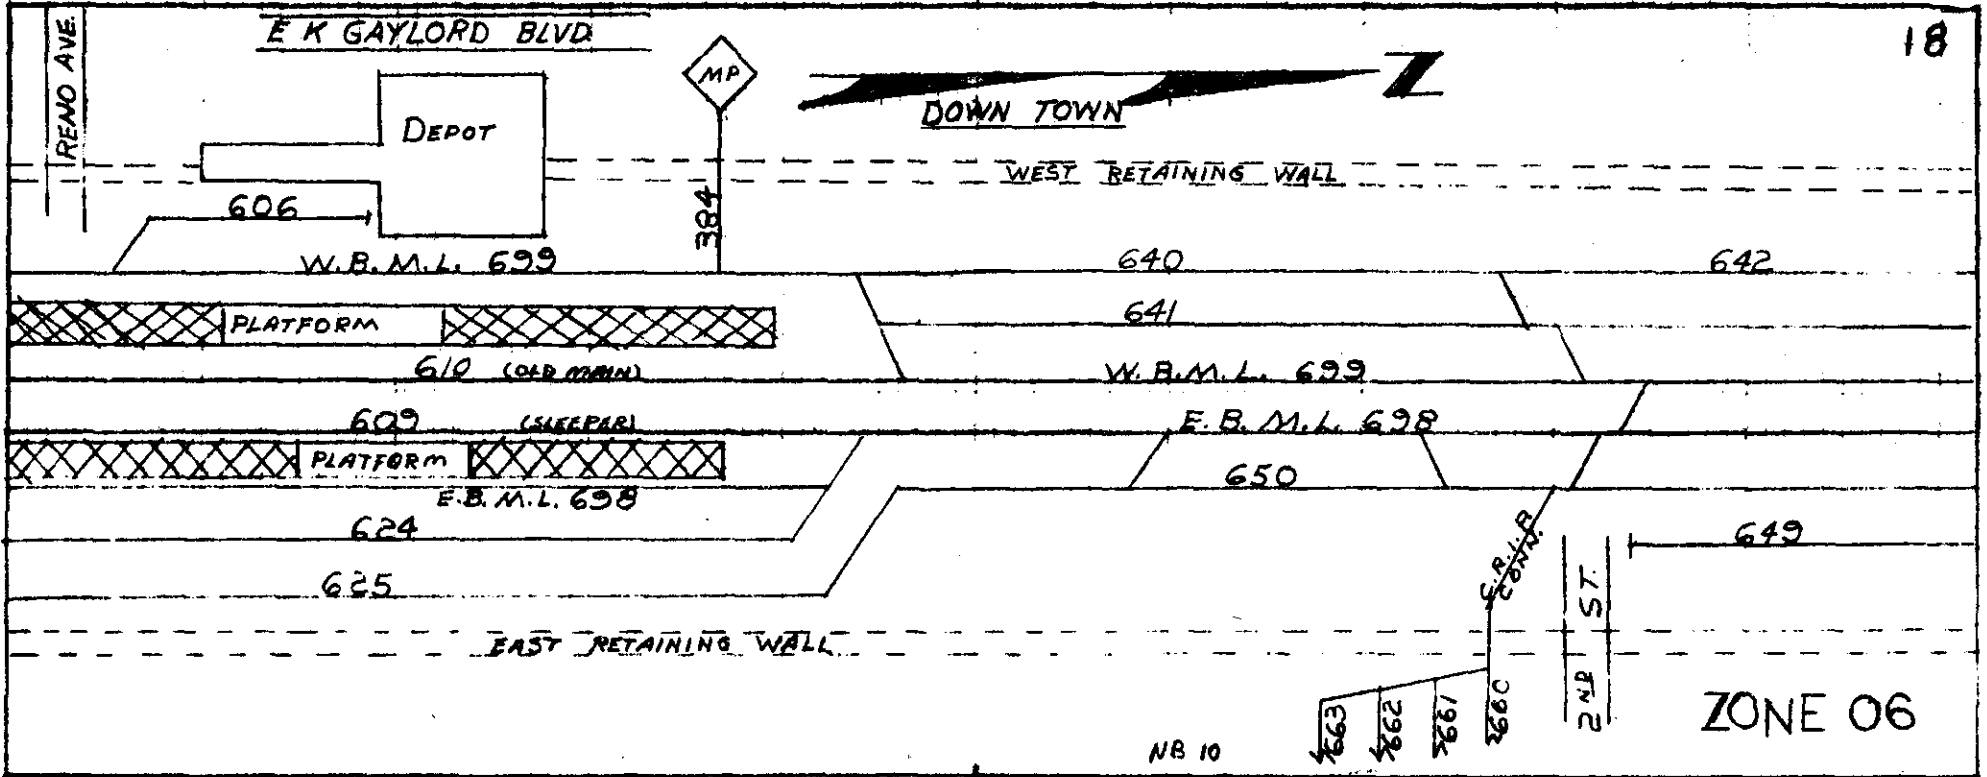 E K GAYLORD BLVD.
18
RENO AVE.
MP
Z
DOWN TOWN
DEPOT
WEST RETAINING WALL
606
384
W.B.M.L. 699
640
642
PLATFORM
641
610 (OLD MAIN)
W.B.M.L. 699
609 (SLEEPER)
E.B.M.L. 698
PLATFORM
650
E.B.M.L. 698
624
C.R.I.P. CONN.
649
625
EAST RETAINING WALL
2ND ST.
663
662
661
660
ZONE 06
NB 10